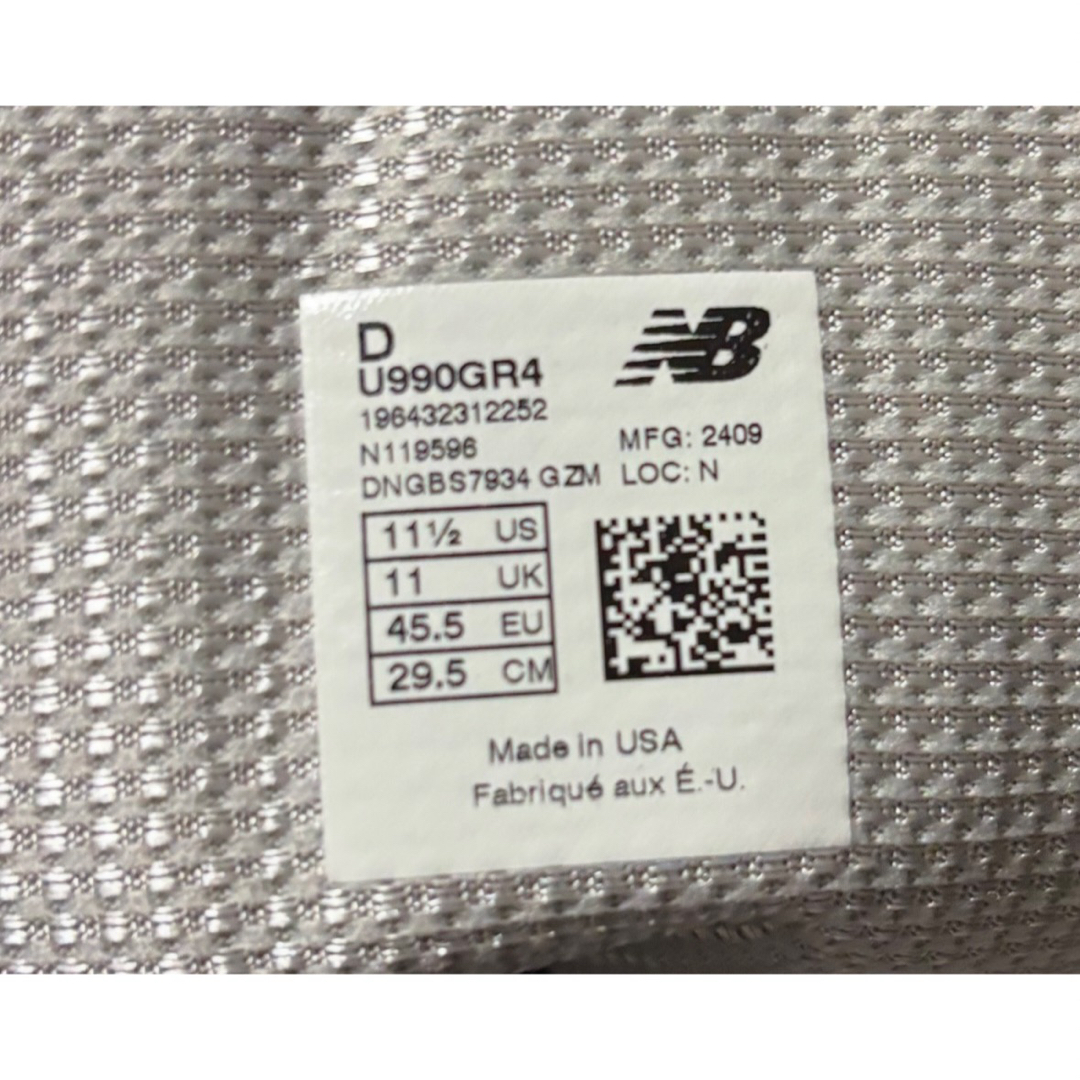 D
NB
U990GR4
196432312252
N119596
MFG: 2409
DNGBS7934 GZM
LOC: N
11½ US
11 UK
45.5 EU
29.5 CM
Made in USA
Fabriqué aux É.-U.